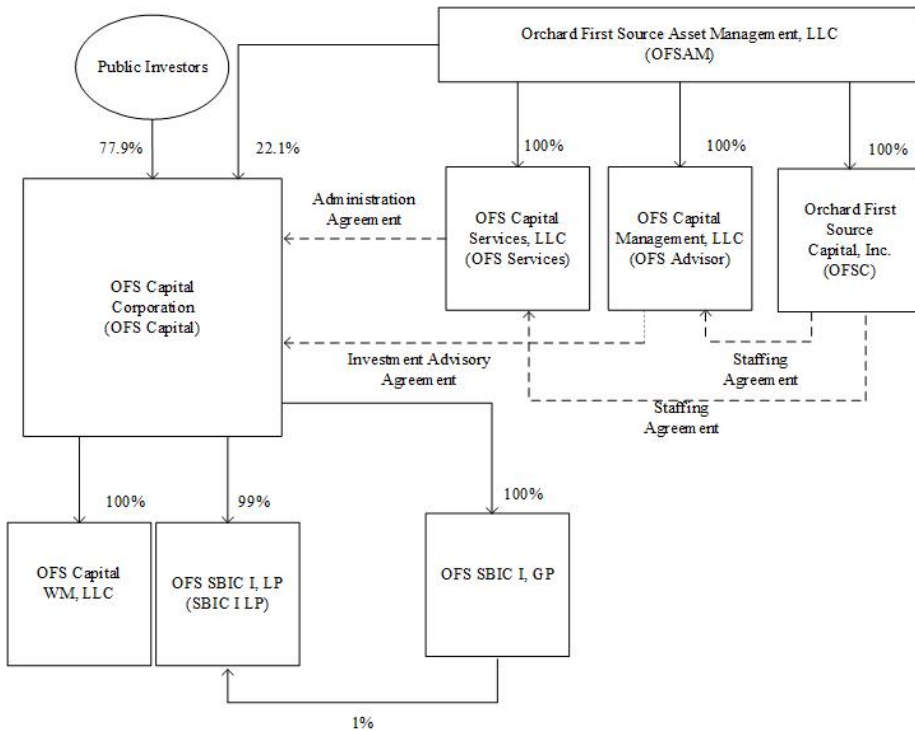 Orchard First Source Asset Management, LLC
(OFSAM)
Public Investors
77.9%
22.1%
100%
100%
100%
Administration
Agreement
OFS Capital
Services, LLC
(OFS Services)
OFS Capital
Management, LLC
(OFS Advisor)
Orchard First
Source
Capital, Inc.
(OFSC)
OFS Capital
Corporation
(OFS Capital)
Investment Advisory
Agreement
Staffing
Agreement
Staffing
Agreement
100%
99%
100%
OFS Capital
WM, LLC
OFS SBIC I, LP
(SBIC I LP)
OFS SBIC I, GP
1%